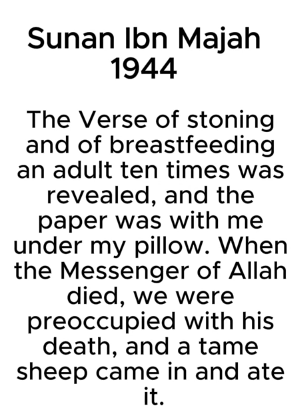 Sunan Ibn Majah
1944
The Verse of stoning
and of breastfeeding
an adult ten times was
revealed, and the
paper was with me
under my pillow. When
the Messenger of Allah
died, we were
preoccupied with his
death, and a tame
sheep came in and ate
it.